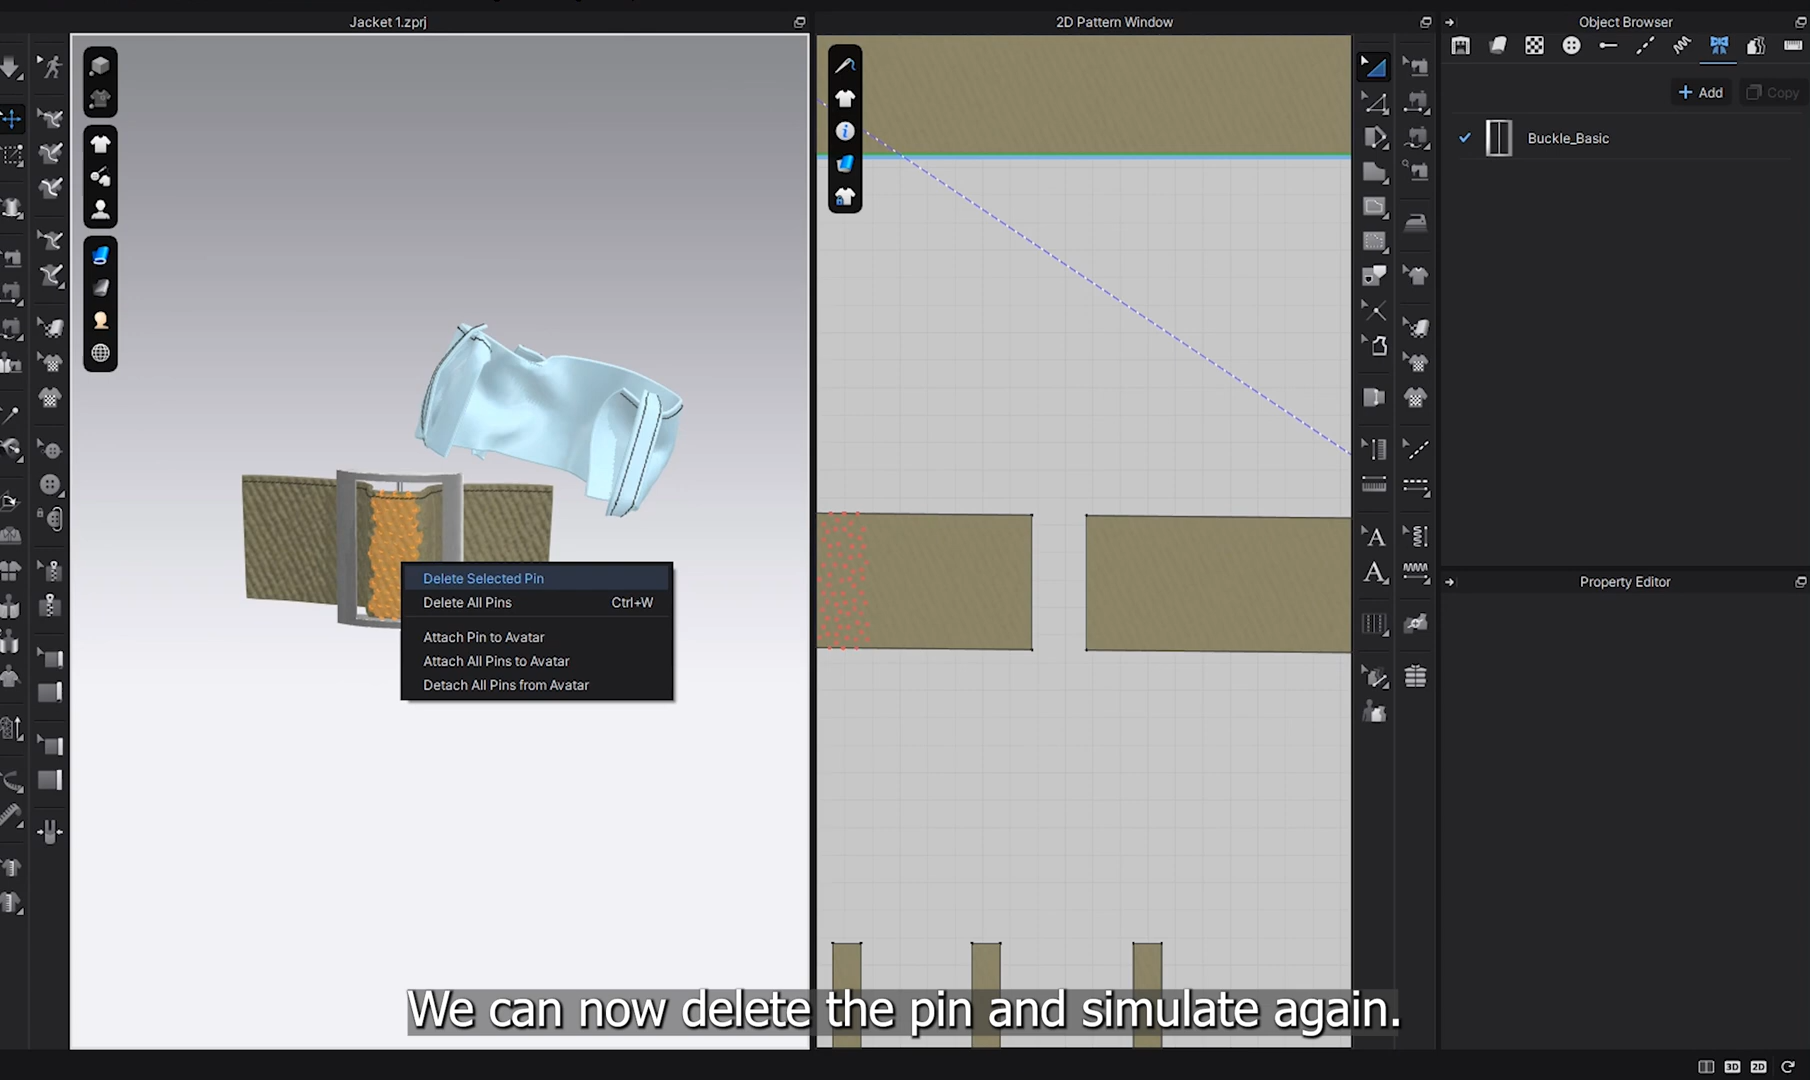 Jacket 1.zprj
2D Pattern Window
Object Browser
Add
Copy
Buckle_Basic
Delete Selected Pin
Delete All Pins Ctrl+W
Attach Pin to Avatar
Attach All Pins to Avatar
Detach All Pins from Avatar
Property Editor
A
A
We can now delete the pin and simulate again.
3D
2D